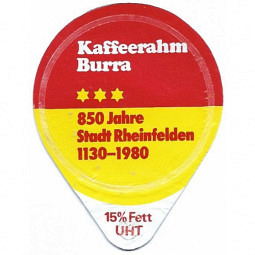 Kaffeerahm
Burra
850 Jahre
Stadt Rheinfelden
1130–1980
15% Fett
UHT